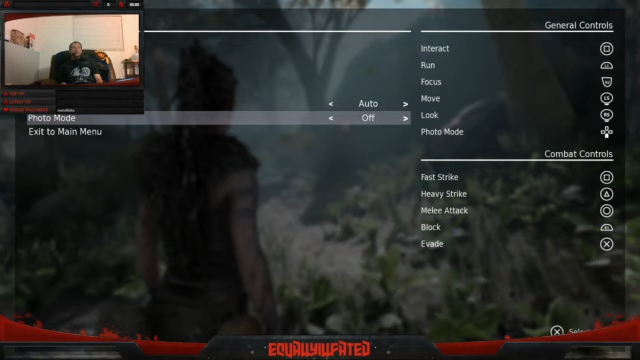 General Controls
Interact
Run
Focus
Move
Look
Photo Mode
< Auto >
Photo Mode < Off >
Exit to Main Menu
Combat Controls
Fast Strike
Heavy Strike
Melee Attack
Block
Evade
EQUALLYILLFATED